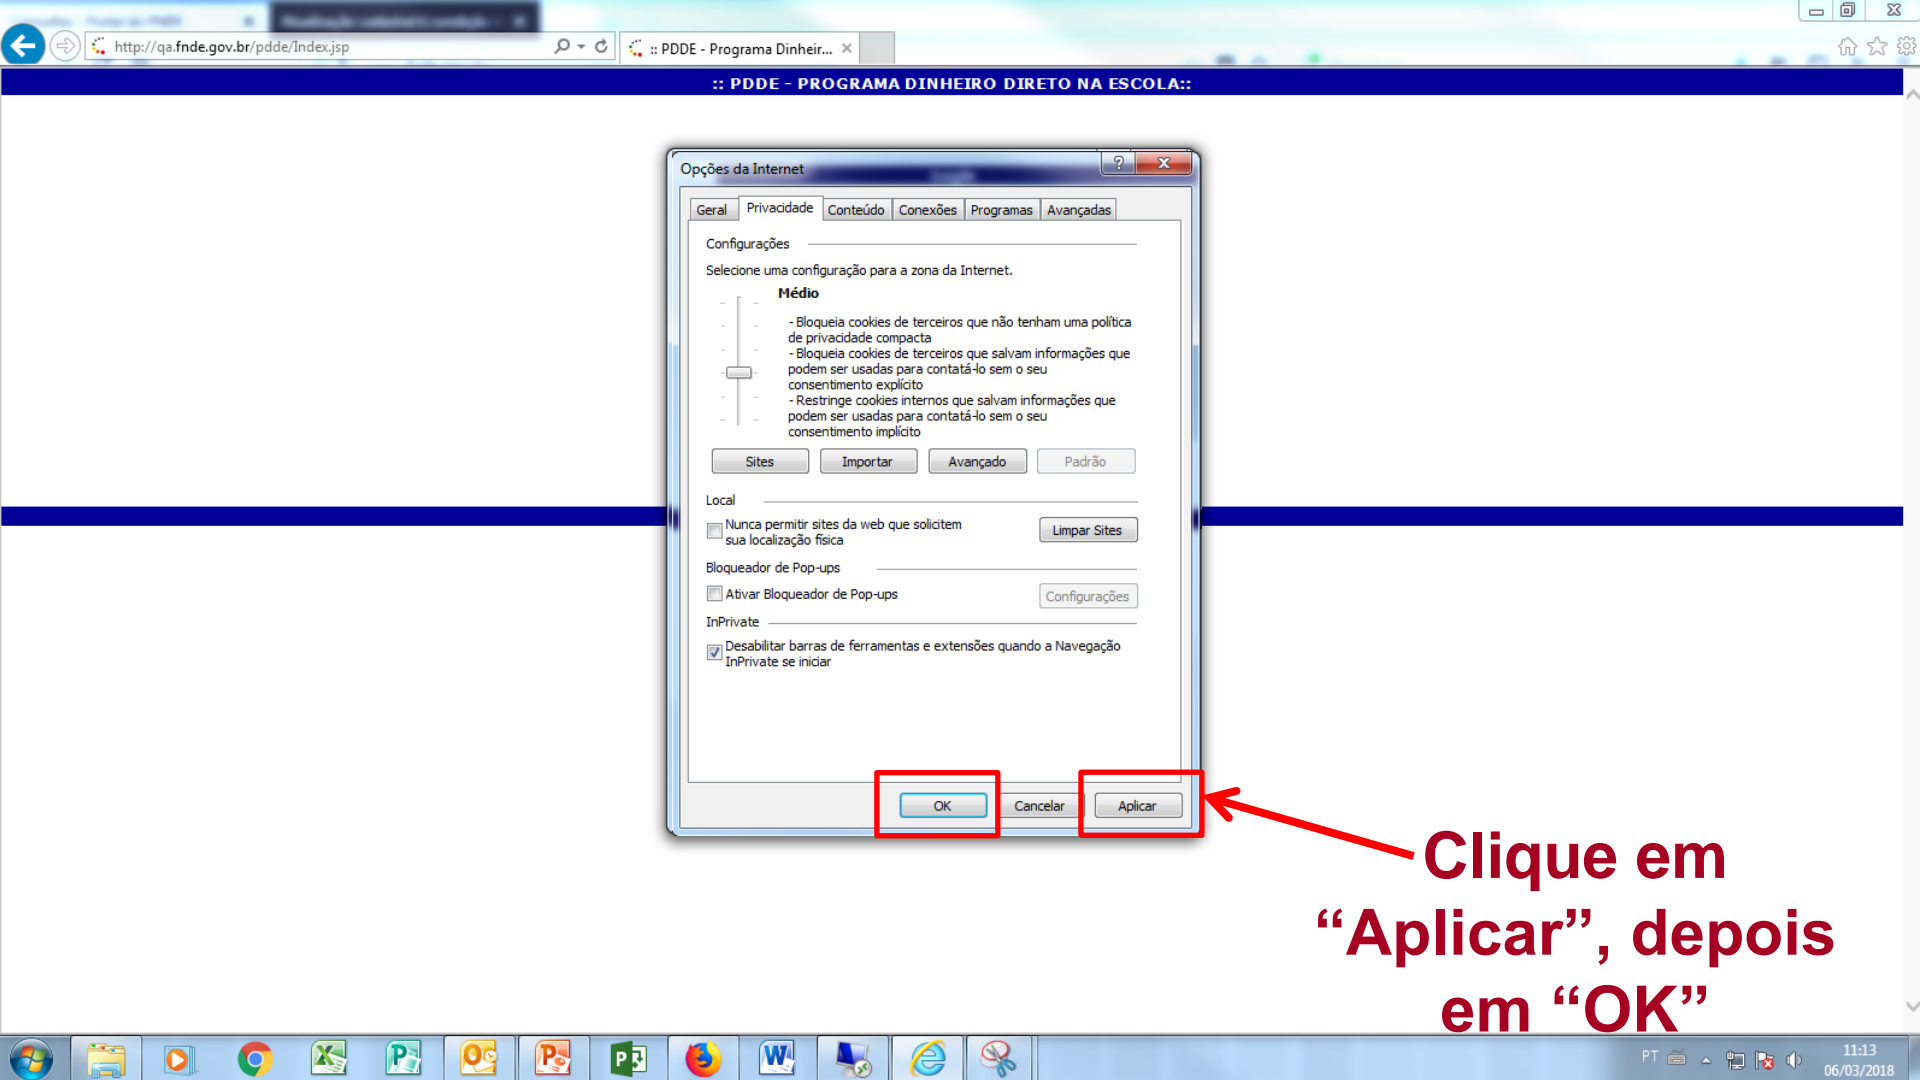 http://qa.fnde.gov.br/pdde/Index.jsp
:: PDDE - Programa Dinheir...
:: PDDE - PROGRAMA DINHEIRO DIRETO NA ESCOLA::
Opções da Internet
Geral Privacidade Conteúdo Conexões Programas Avançadas
Configurações
Selecione uma configuração para a zona da Internet.
Médio
- Bloqueia cookies de terceiros que não tenham uma política
de privacidade compacta
- Bloqueia cookies de terceiros que salvam informações que
podem ser usadas para contatá-lo sem o seu
consentimento explícito
- Restringe cookies internos que salvam informações que
podem ser usadas para contatá-lo sem o seu
consentimento implícito
Sites Importar Avançado Padrão
Local
Nunca permitir sites da web que solicitem
sua localização física
Limpar Sites
Bloqueador de Pop-ups
Ativar Bloqueador de Pop-ups
Configurações
InPrivate
Desabilitar barras de ferramentas e extensões quando a Navegação
InPrivate se iniciar
OK Cancelar Aplicar
Clique em
“Aplicar”, depois
em “OK”
PT
11:13
06/03/2018